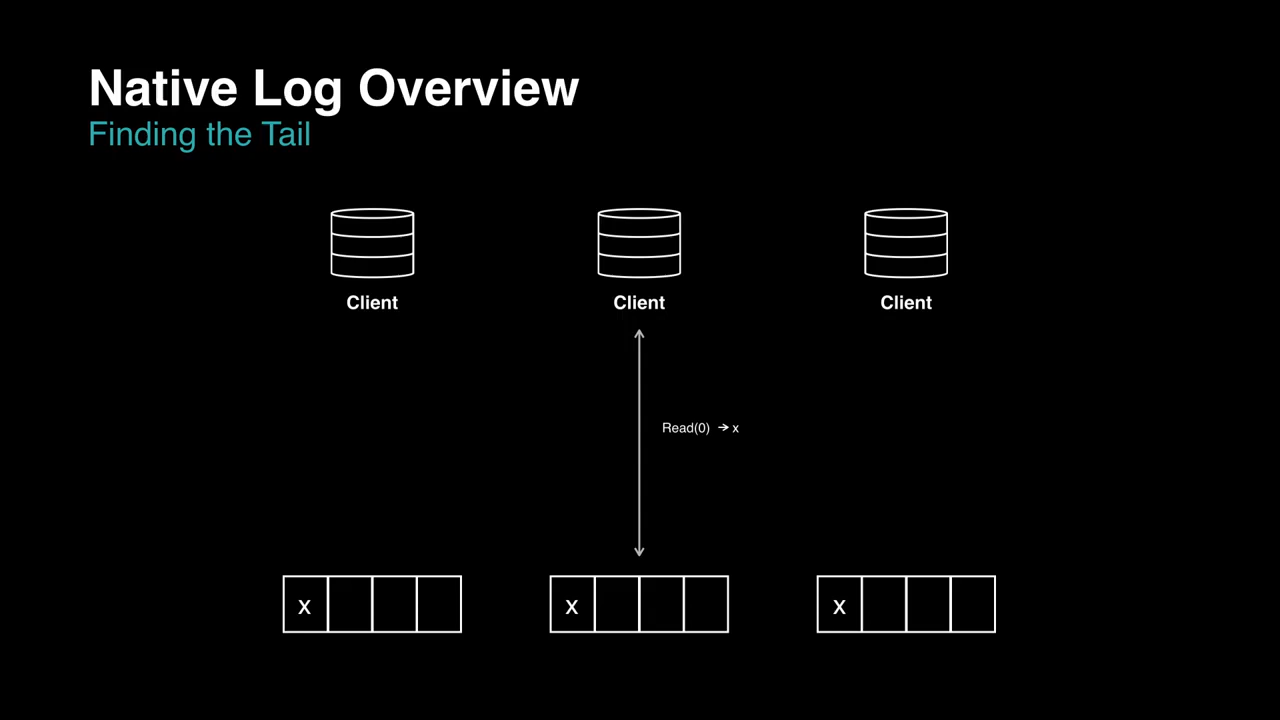 Native Log Overview
Finding the Tail
Client Client Client
Read(0) → x
x x x